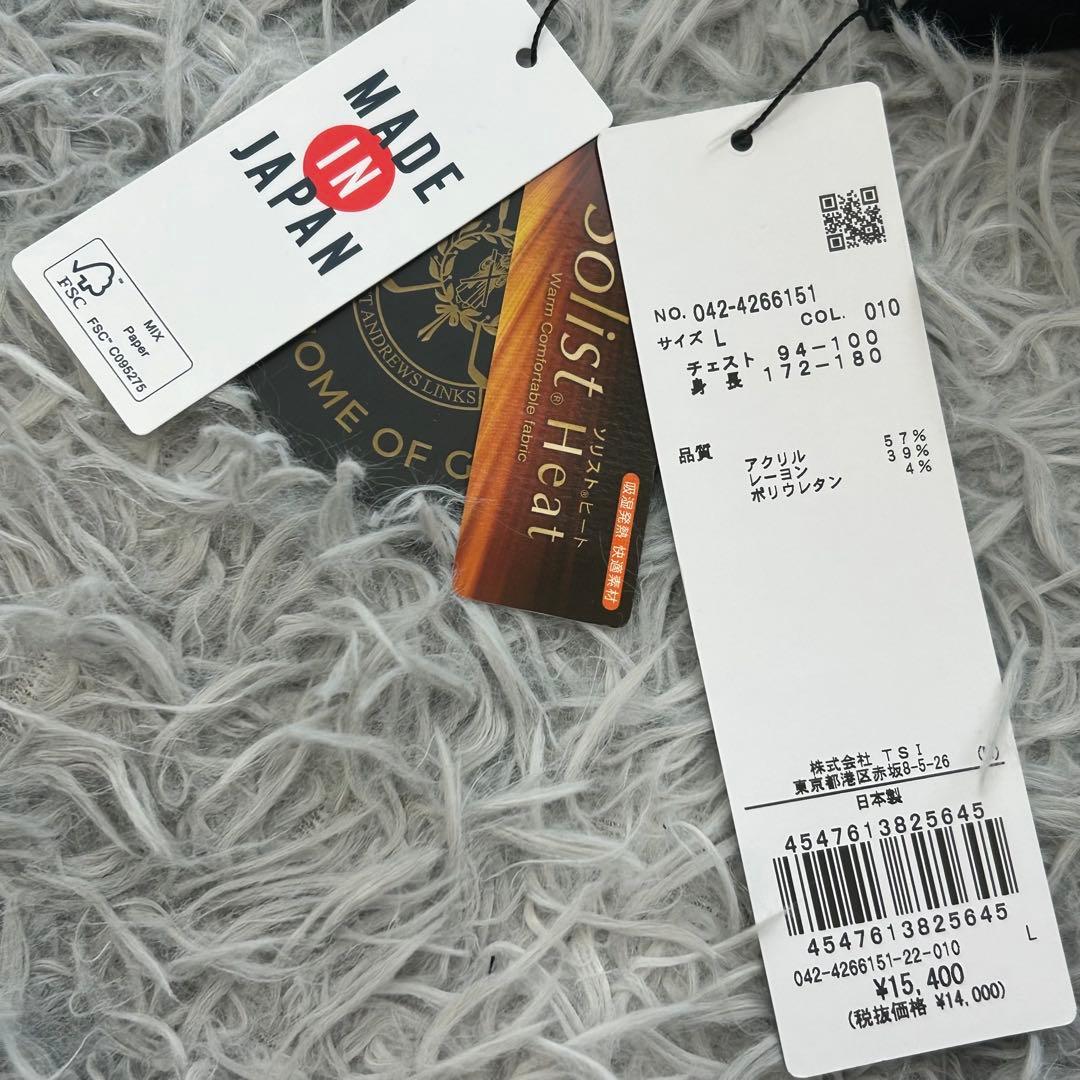 MADE
IN
JAPAN
FSC
MIX
Paper
FSC™ C095275
ST ANDREWS LINKS
HOME OF G
Solist® Heat
Warm Comfortable fabric
ソリスト®ヒート
吸湿発熱 快適素材
NO. 042-4266151
サイズ L COL. 010
チェスト 94-100
身長 172-180
品質 アクリル 57%
レーヨン 39%
ポリウレタン 4%
株式会社 TSI
東京都港区赤坂8-5-26
日本製
4547613825645
4547613825645
042-4266151-22-010 L
¥15,400
(税抜価格 ¥14,000)